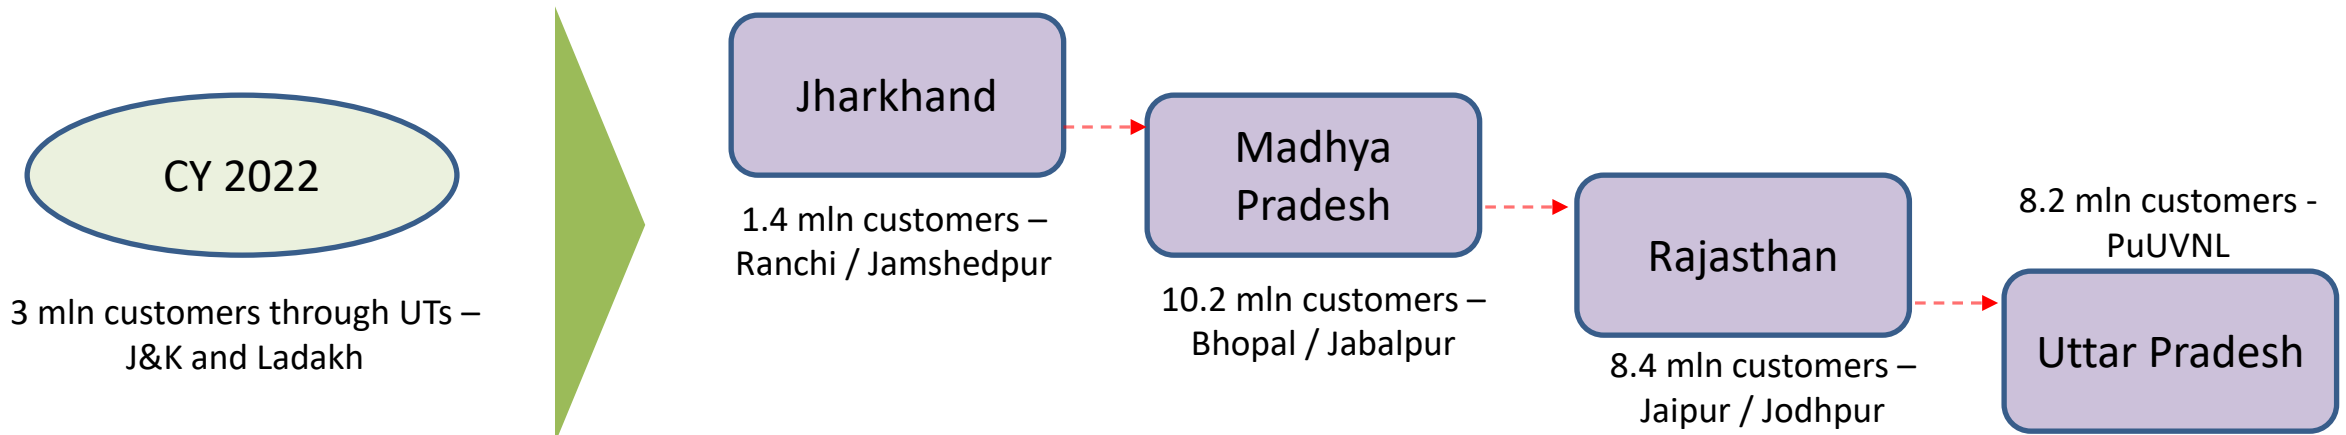 CY 2022
3 mln customers through UTs –
J&K and Ladakh
Jharkhand
1.4 mln customers –
Ranchi / Jamshedpur
Madhya
Pradesh
10.2 mln customers –
Bhopal / Jabalpur
Rajasthan
8.4 mln customers –
Jaipur / Jodhpur
8.2 mln customers -
PuUVNL
Uttar Pradesh